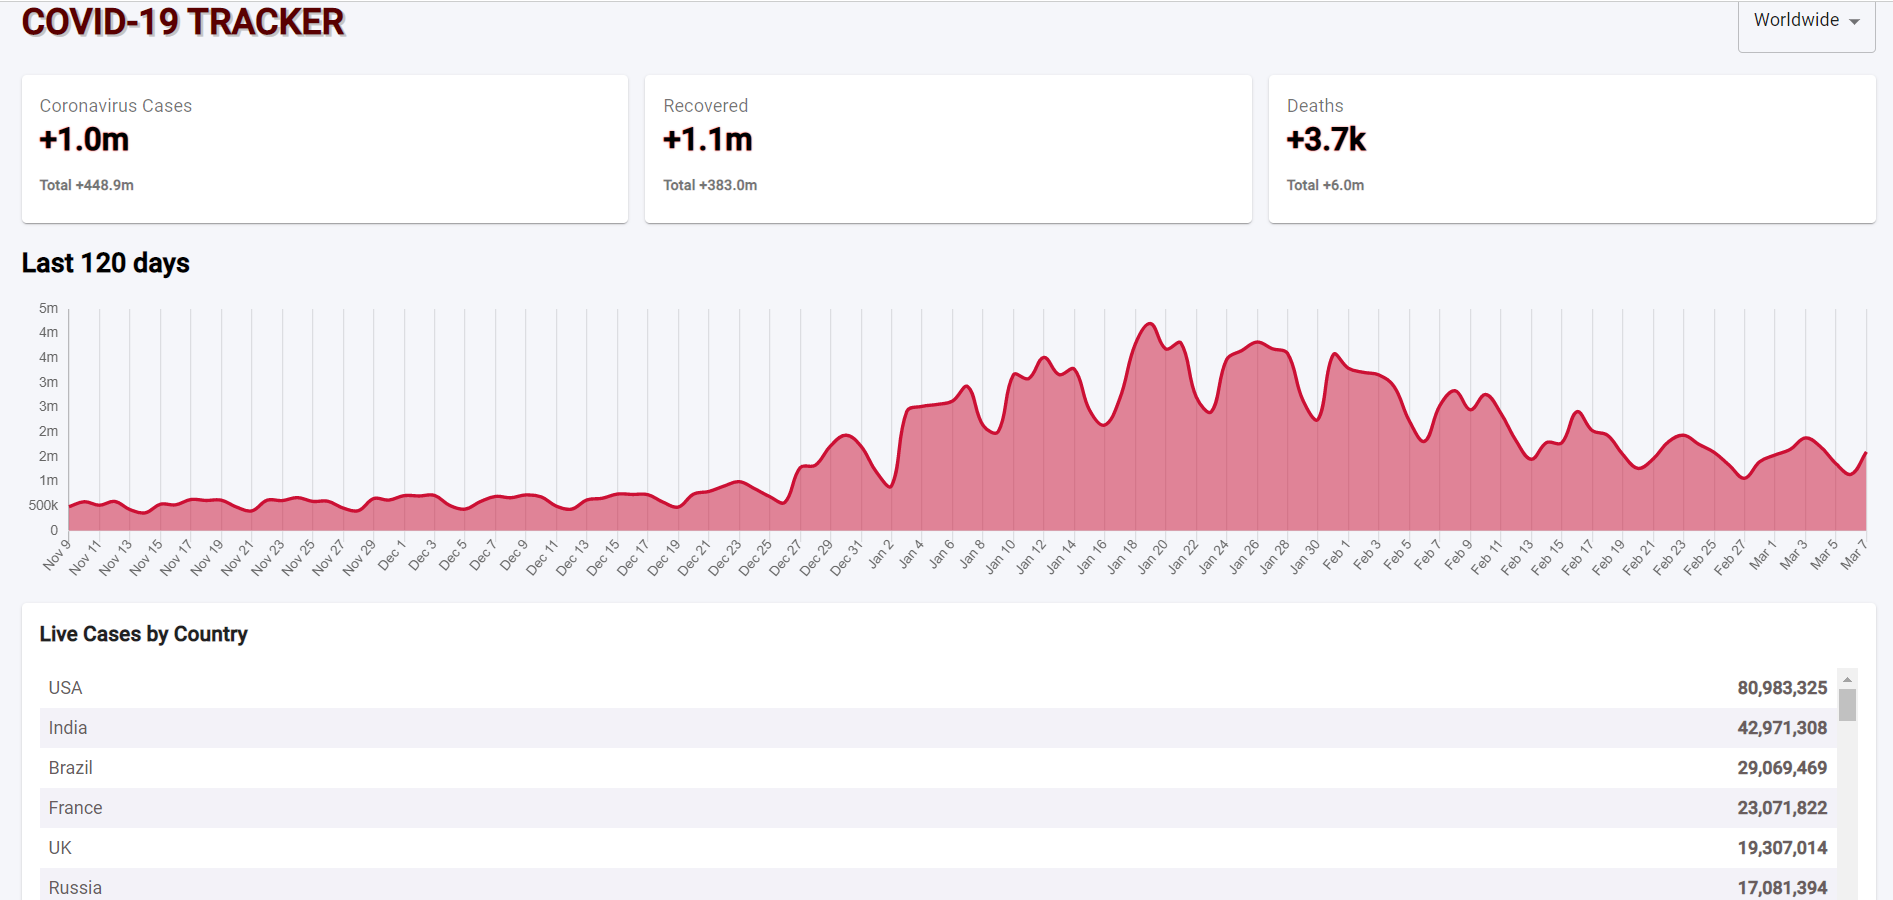 COVID-19 TRACKER
Worldwide
Coronavirus Cases
+1.0m
Total +448.9m
Recovered
+1.1m
Total +383.0m
Deaths
+3.7k
Total +6.0m
Last 120 days
5m
4m
4m
3m
3m
2m
2m
1m
500k
0
Nov 9
Nov 11
Nov 13
Nov 15
Nov 17
Nov 19
Nov 21
Nov 23
Nov 25
Nov 27
Nov 29
Dec 1
Dec 3
Dec 5
Dec 7
Dec 9
Dec 11
Dec 13
Dec 15
Dec 17
Dec 19
Dec 21
Dec 23
Dec 25
Dec 27
Dec 29
Dec 31
Jan 2
Jan 4
Jan 6
Jan 8
Jan 10
Jan 12
Jan 14
Jan 16
Jan 18
Jan 20
Jan 22
Jan 24
Jan 26
Jan 28
Jan 30
Feb 1
Feb 3
Feb 5
Feb 7
Feb 9
Feb 11
Feb 13
Feb 15
Feb 17
Feb 19
Feb 21
Feb 23
Feb 25
Feb 27
Mar 1
Mar 3
Mar 5
Mar 7
Live Cases by Country
USA 80,983,325
India 42,971,308
Brazil 29,069,469
France 23,071,822
UK 19,307,014
Russia 17,081,394